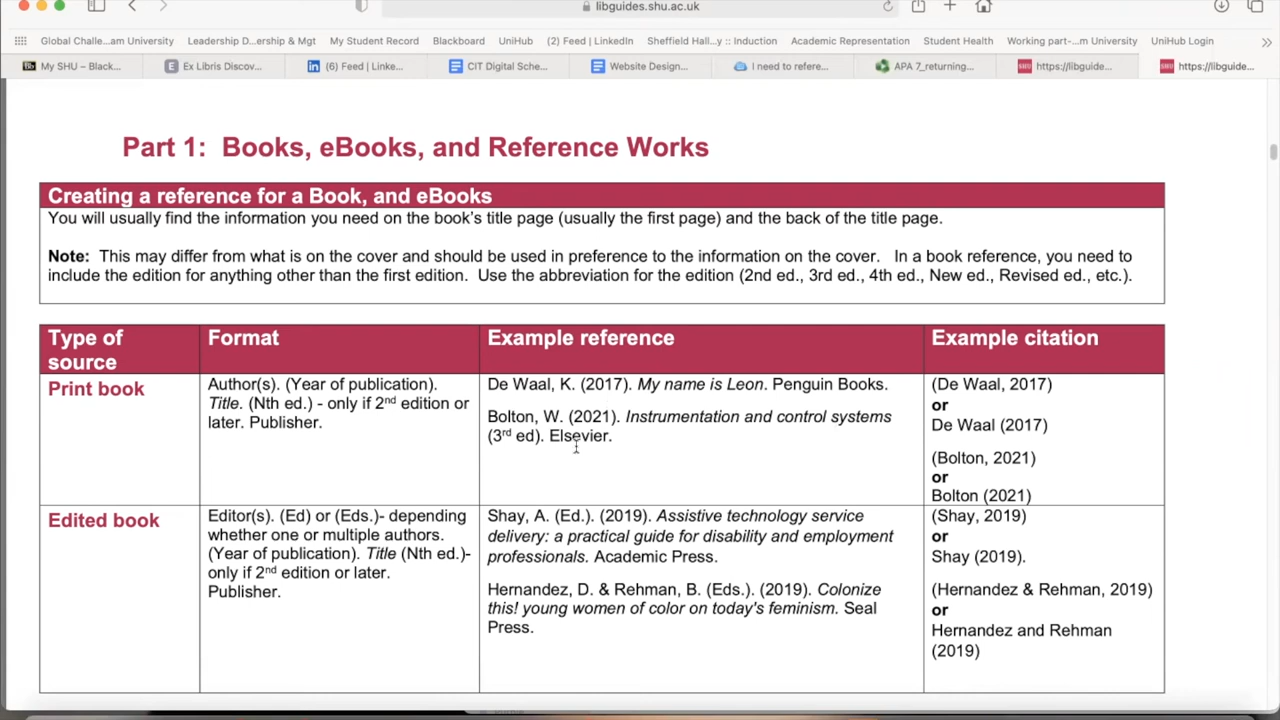 libguides.shu.ac.uk
Global Challe...am University Leadership D...ership & Mgt My Student Record Blackboard UniHub (2) Feed | LinkedIn Sheffield Hall...y :: Induction Academic Representation Student Health Working part-...m University UniHub Login
My SHU – Black... Ex Libris Discov... (6) Feed | Linke... CIT Digital Sche... Website Design... I need to refere... APA 7_returning... https://libguide... https://libguide...
Part 1: Books, eBooks, and Reference Works
Creating a reference for a Book, and eBooks
You will usually find the information you need on the book's title page (usually the first page) and the back of the title page.
Note: This may differ from what is on the cover and should be used in preference to the information on the cover. In a book reference, you need to
include the edition for anything other than the first edition. Use the abbreviation for the edition (2nd ed., 3rd ed., 4th ed., New ed., Revised ed., etc.).
Type of
source
Format
Example reference
Example citation
Print book
Author(s). (Year of publication).
Title. (Nth ed.) - only if 2nd edition or
later. Publisher.
De Waal, K. (2017). My name is Leon. Penguin Books.
Bolton, W. (2021). Instrumentation and control systems
(3rd ed). Elsevier.
(De Waal, 2017)
or
De Waal (2017)
(Bolton, 2021)
or
Bolton (2021)
Edited book
Editor(s). (Ed) or (Eds.)- depending
whether one or multiple authors.
(Year of publication). Title (Nth ed.)-
only if 2nd edition or later.
Publisher.
Shay, A. (Ed.). (2019). Assistive technology service
delivery: a practical guide for disability and employment
professionals. Academic Press.
Hernandez, D. & Rehman, B. (Eds.). (2019). Colonize
this! young women of color on today's feminism. Seal
Press.
(Shay, 2019)
or
Shay (2019).
(Hernandez & Rehman, 2019)
or
Hernandez and Rehman
(2019)